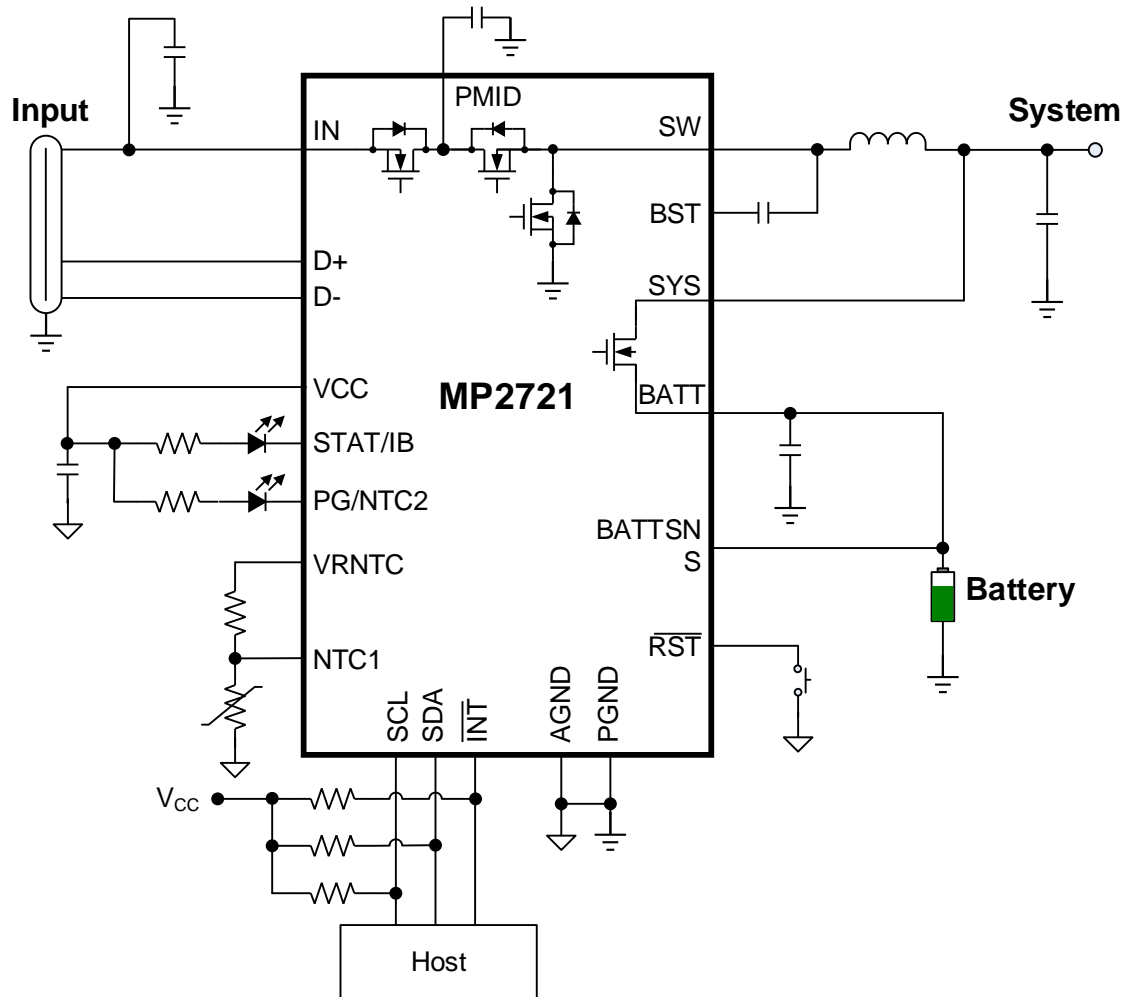 PMID
Input
System
IN
SW
BST
D+
D-
SYS
VCC
MP2721
BATT
STAT/IB
PG/NTC2
BATTSN
S
VRNTC
Battery
RST
NTC1
SCL
SDA
INT
AGND
PGND
VCC
Host